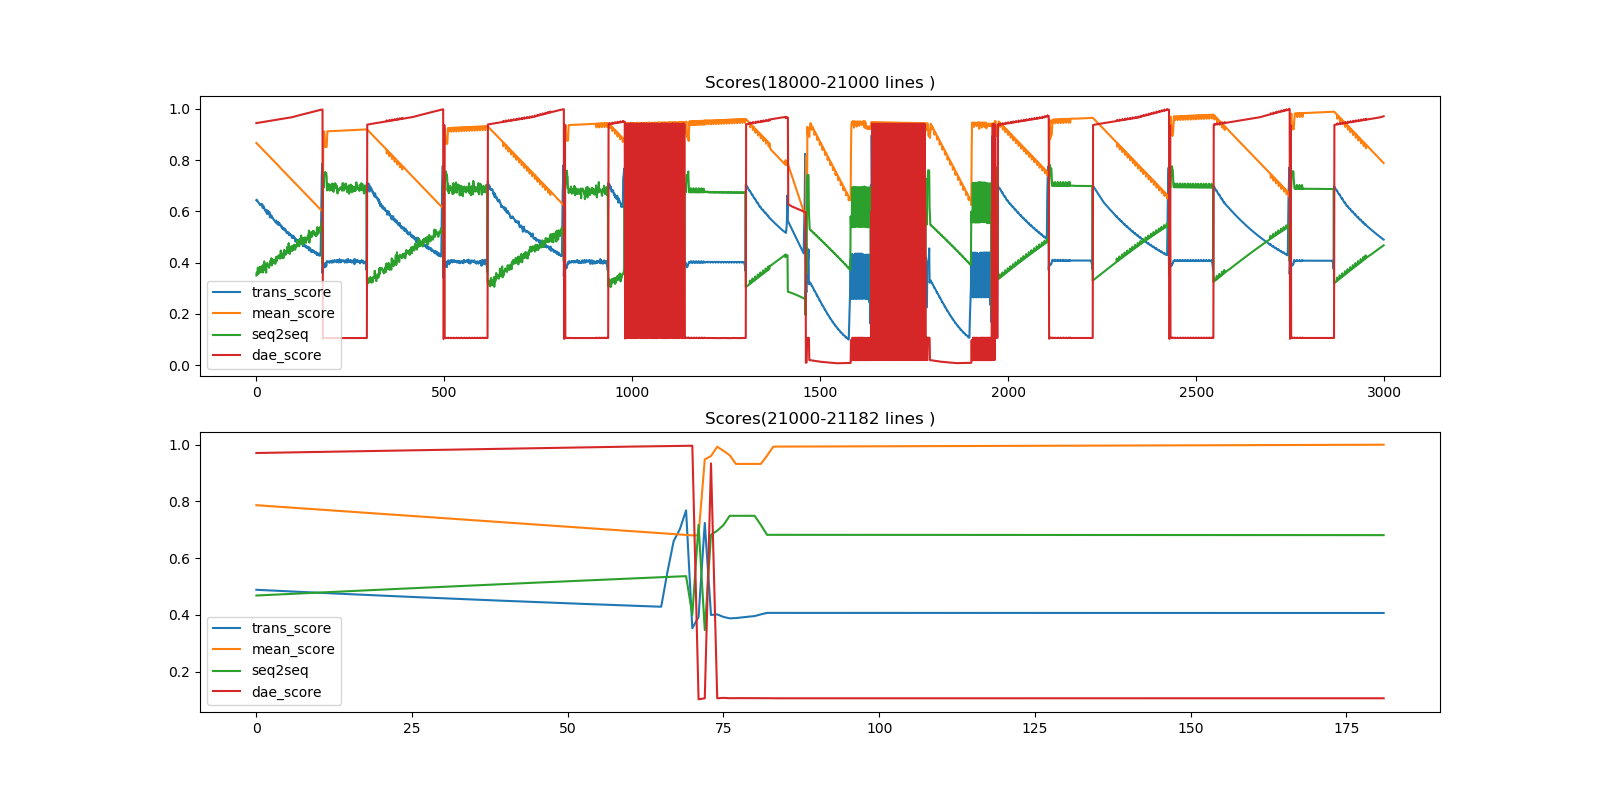 Scores(18000-21000 lines )
1.0
0.8
0.6
0.4
0.2
0.0
trans_score
mean_score
seq2seq
dae_score
0 500 1000 1500 2000 2500 3000
Scores(21000-21182 lines )
1.0
0.8
0.6
0.4
0.2
trans_score
mean_score
seq2seq
dae_score
0 25 50 75 100 125 150 175